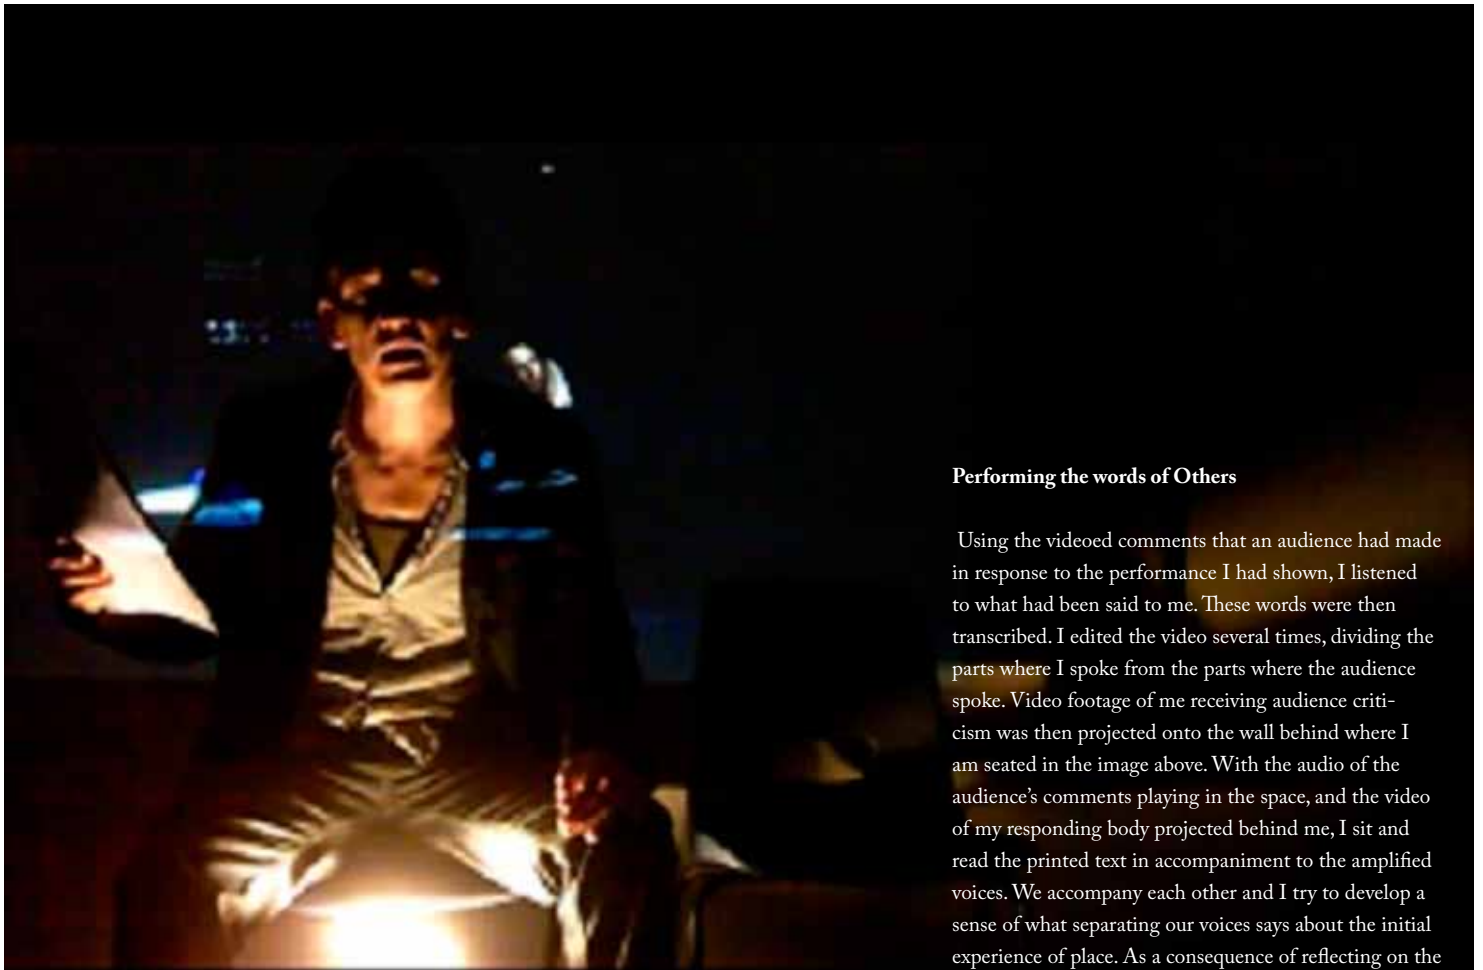 Performing the words of Others
Using the videoed comments that an audience had made
in response to the performance I had shown, I listened
to what had been said to me. These words were then
transcribed. I edited the video several times, dividing the
parts where I spoke from the parts where the audience
spoke. Video footage of me receiving audience criti-
cism was then projected onto the wall behind where I
am seated in the image above. With the audio of the
audience’s comments playing in the space, and the video
of my responding body projected behind me, I sit and
read the printed text in accompaniment to the amplified
voices. We accompany each other and I try to develop a
sense of what separating our voices says about the initial
experience of place. As a consequence of reflecting on the